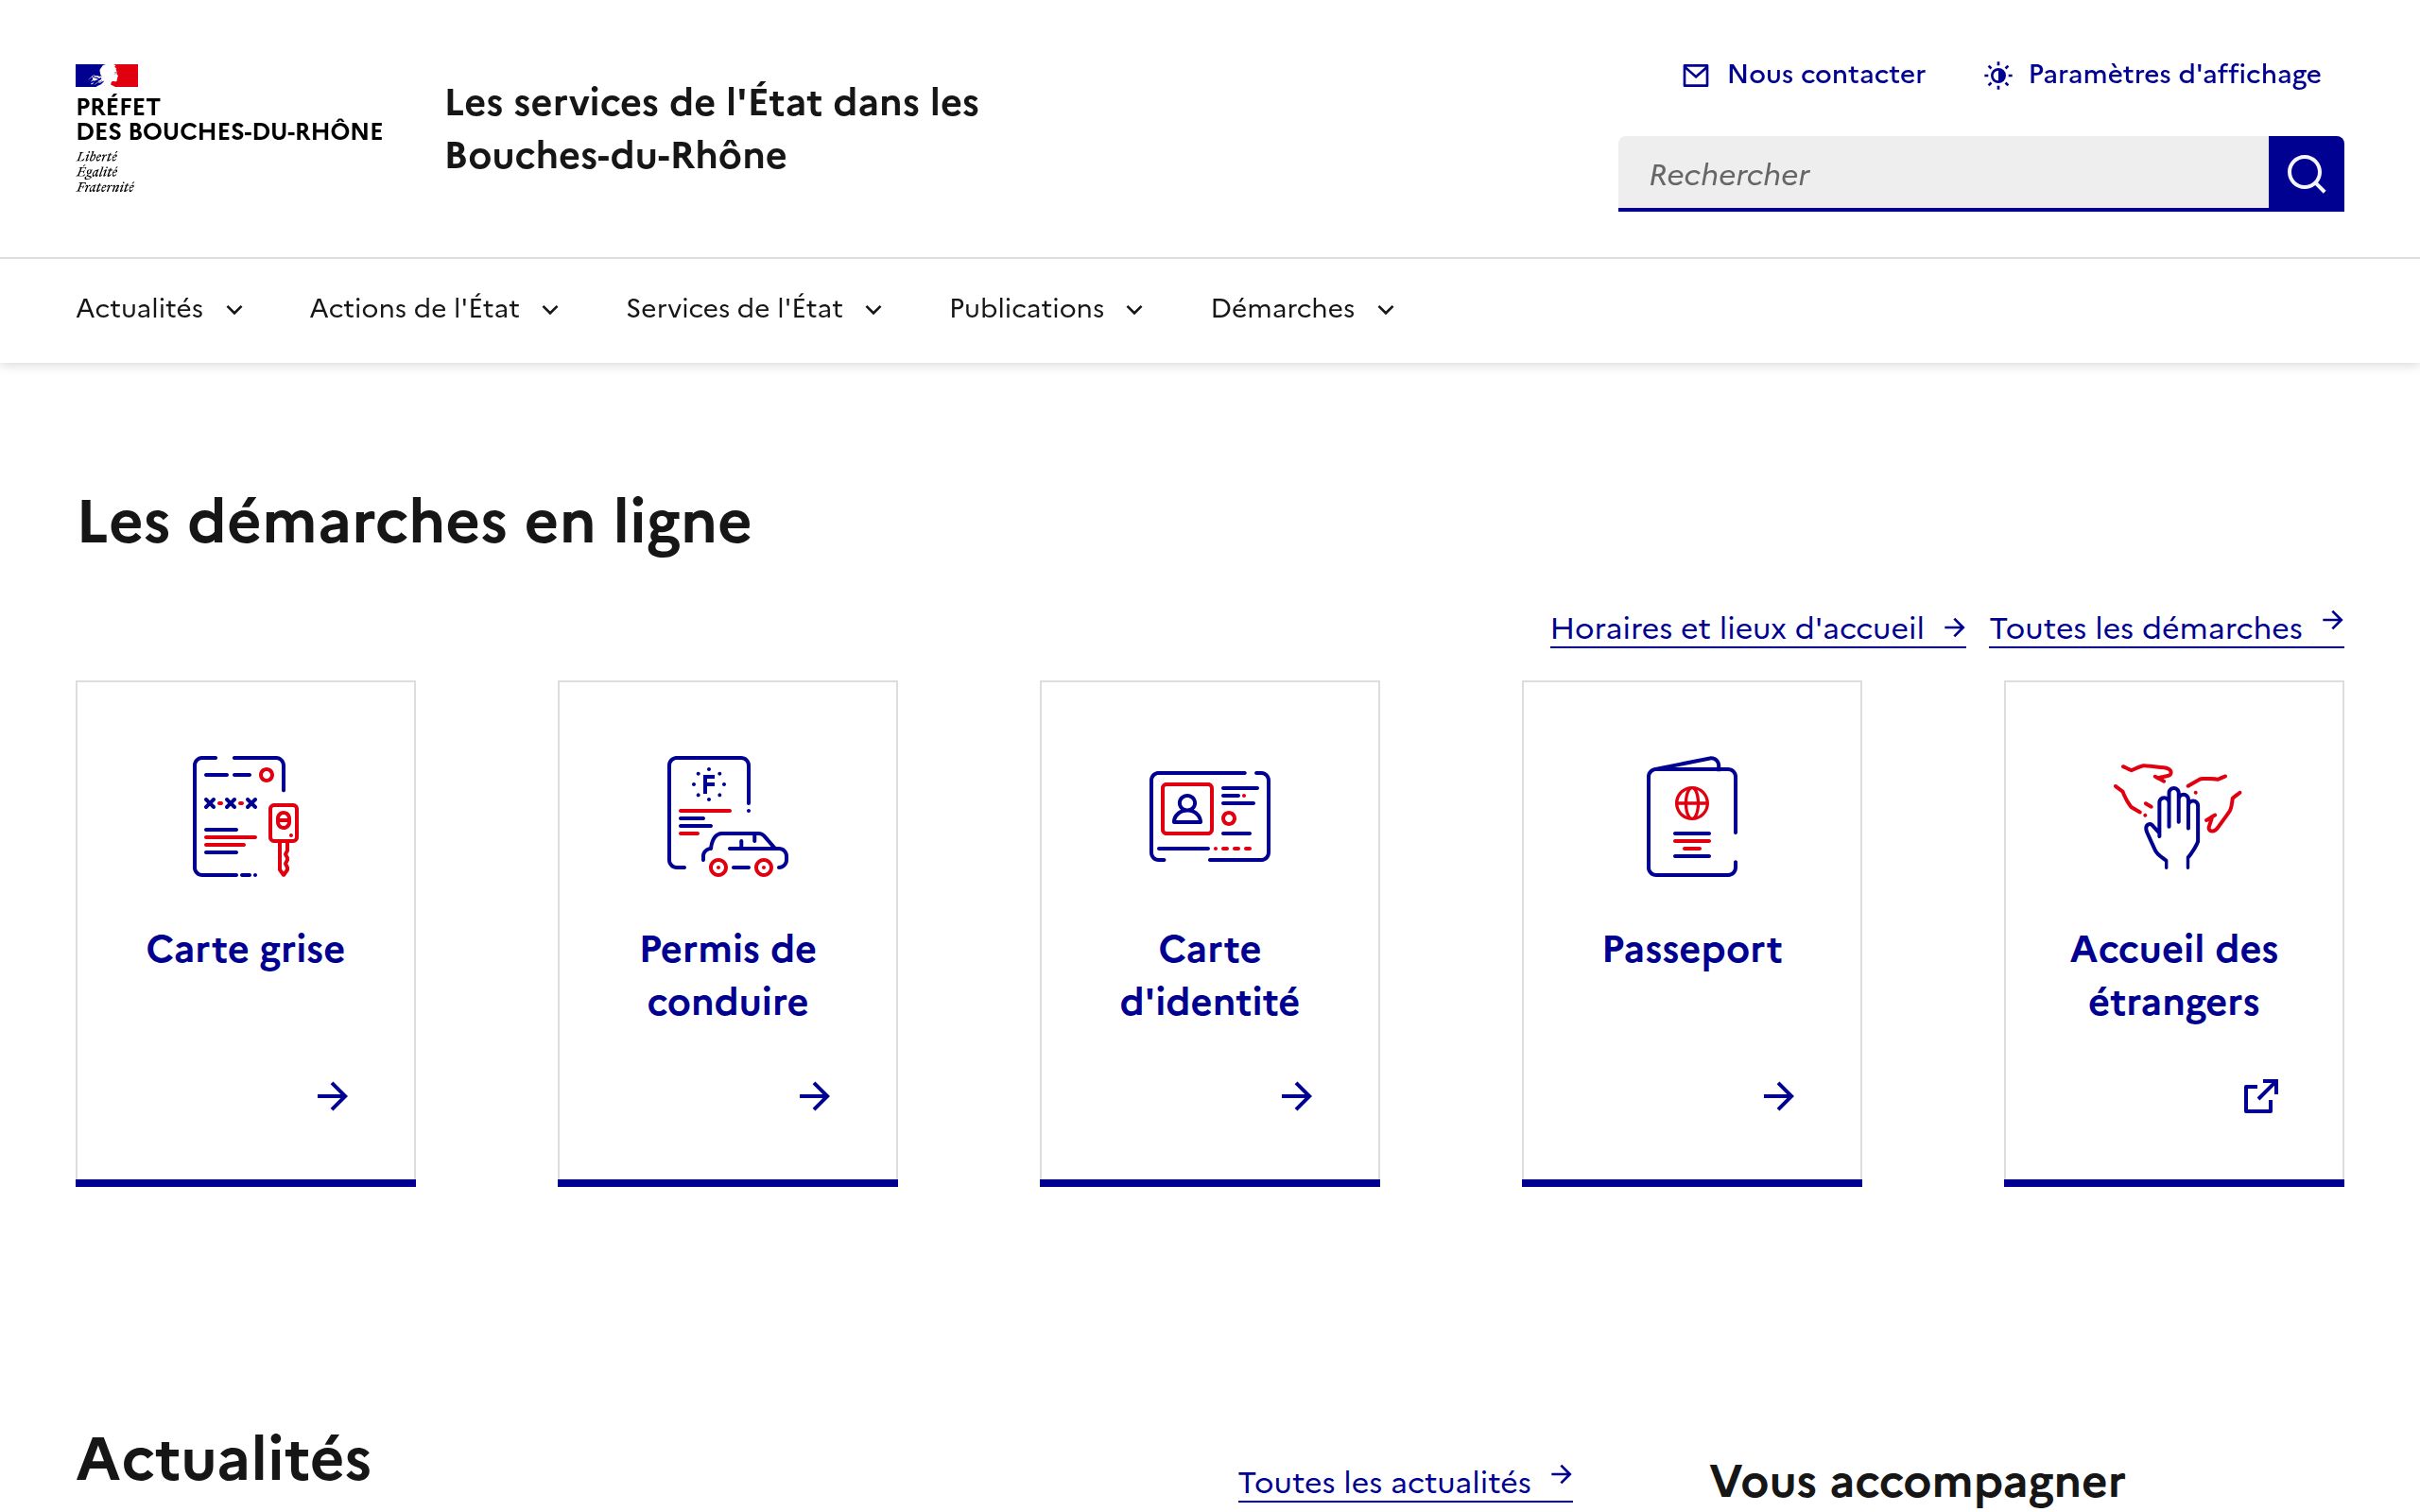 PRÉFET
DES BOUCHES-DU-RHÔNE
Liberté
Égalité
Fraternité
Les services de l'État dans les
Bouches-du-Rhône
Nous contacter
Paramètres d'affichage
Rechercher
Actualités
Actions de l'État
Services de l'État
Publications
Démarches
Les démarches en ligne
Horaires et lieux d'accueil
Toutes les démarches
Carte grise
F
Permis de
conduire
Carte
d'identité
Passeport
Accueil des
étrangers
Actualités
Toutes les actualités
Vous accompagner